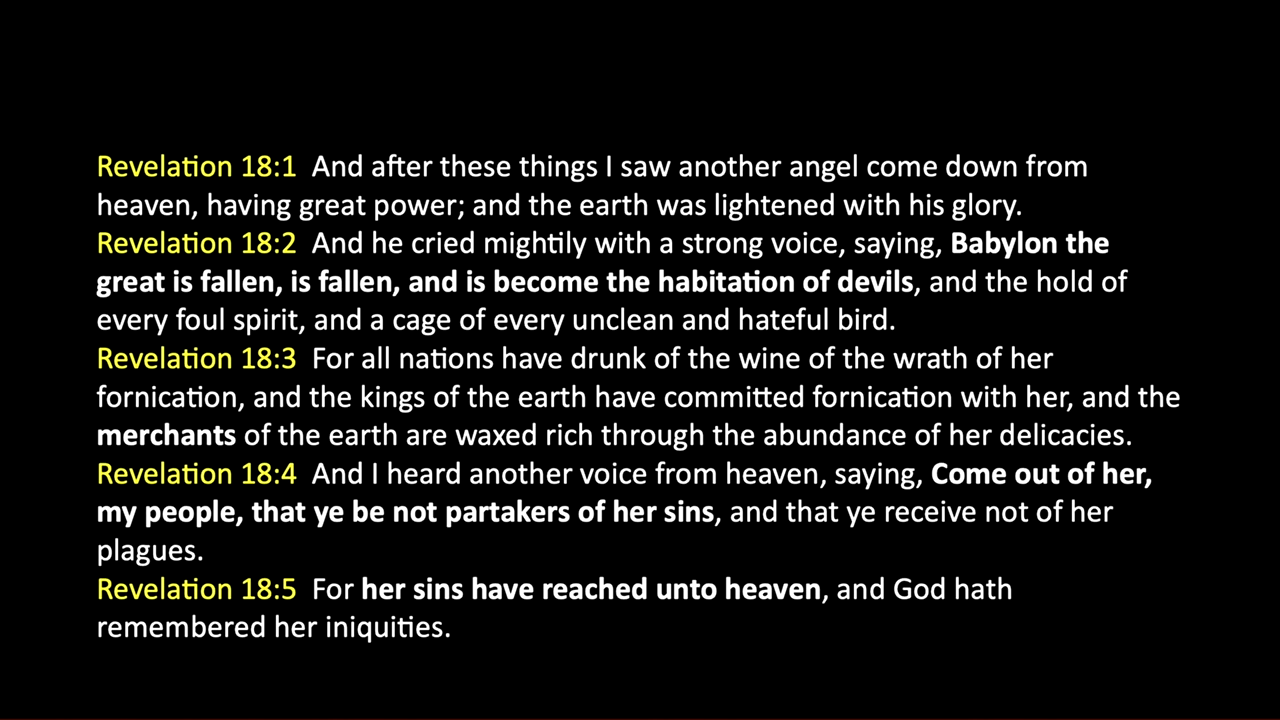 Revelation 18:1  And after these things I saw another angel come down from
heaven, having great power; and the earth was lightened with his glory.
Revelation 18:2  And he cried mightily with a strong voice, saying, Babylon the
great is fallen, is fallen, and is become the habitation of devils, and the hold of
every foul spirit, and a cage of every unclean and hateful bird.
Revelation 18:3  For all nations have drunk of the wine of the wrath of her
fornication, and the kings of the earth have committed fornication with her, and the
merchants of the earth are waxed rich through the abundance of her delicacies.
Revelation 18:4  And I heard another voice from heaven, saying, Come out of her,
my people, that ye be not partakers of her sins, and that ye receive not of her
plagues.
Revelation 18:5  For her sins have reached unto heaven, and God hath
remembered her iniquities.